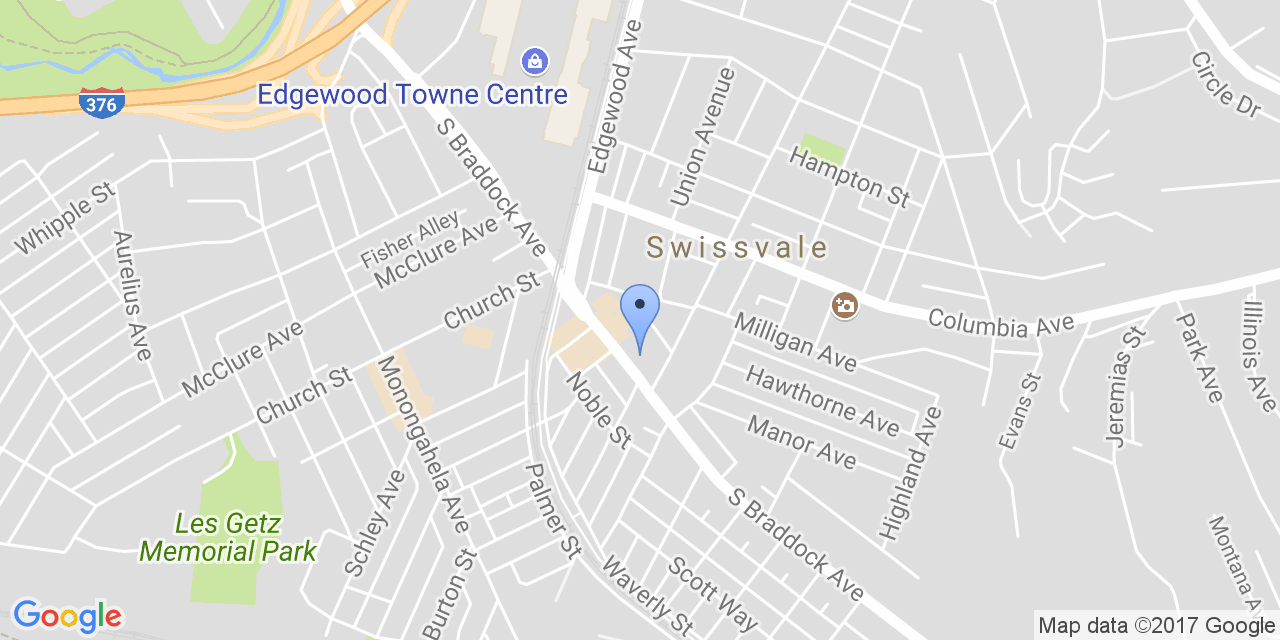 Edgewood Towne Centre
376
Edgewood Ave
Circle Dr
Union Avenue
S Braddock Ave
Hampton St
Whipple St
Fisher Alley
McClure Ave
Swissvale
Aurelius Ave
Church St
Columbia Ave
Illinois Ave
Milligan Ave
Park Ave
McClure Ave
Jeremias St
Church St
Monongahela Ave
Noble St
Hawthorne Ave
Evans St
Manor Ave
Highland Ave
Schley Ave
Palmer St
S Braddock Ave
Les Getz
Memorial Park
Montana A
Burton St
Waverly St
Scott Way
Google
Map data ©2017 Google